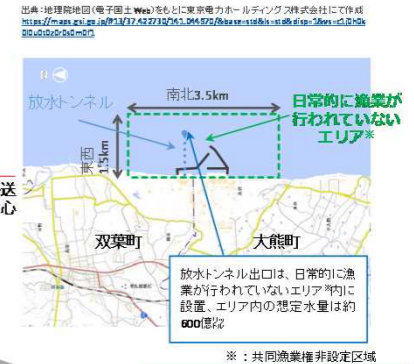 出典：地理院地図（電子国土Web）をもとに東京電力ホールディングス株式会社にて作成
N
放水トンネル
南北3.5km
日常的に漁業が
行われていない
エリア※
東西
1.5km
送
心
双葉町
大熊町
放水トンネル出口は、日常的に漁
業が行われていないエリア※内に
設置、エリア内の想定水量は約
600億㍑
※：共同漁業権非設定区域